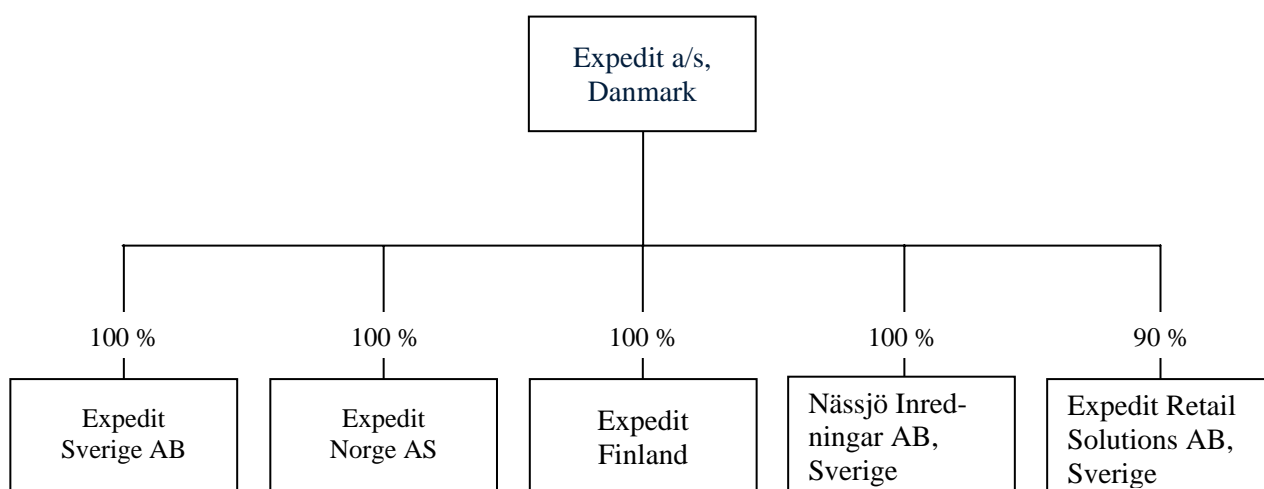 Expedit a/s,
Danmark
100 %
100 %
100 %
100 %
90 %
Expedit
Sverige AB
Expedit
Norge AS
Expedit
Finland
Nässjö Inred-
ningar AB,
Sverige
Expedit Retail
Solutions AB,
Sverige